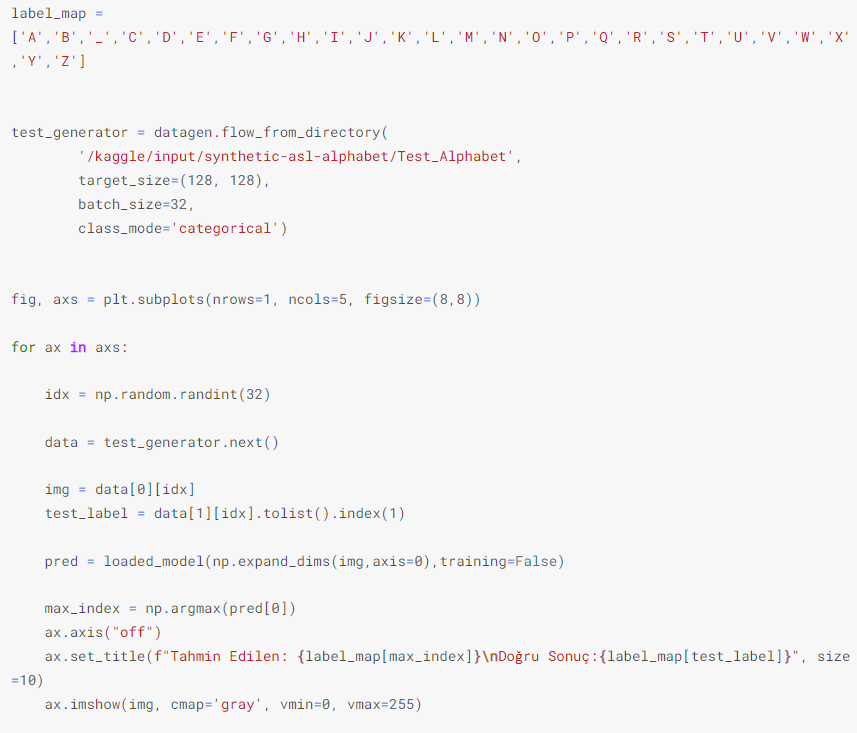 label_map =
['A','B','_','C','D','E','F','G','H','I','J','K','L','M','N','O','P','Q','R','S','T','U','V','W','X'
,'Y','Z']
test_generator = datagen.flow_from_directory(
'/kaggle/input/synthetic-asl-alphabet/Test_Alphabet',
target_size=(128, 128),
batch_size=32,
class_mode='categorical')
fig, axs = plt.subplots(nrows=1, ncols=5, figsize=(8,8))
for ax in axs:
idx = np.random.randint(32)
data = test_generator.next()
img = data[0][idx]
test_label = data[1][idx].tolist().index(1)
pred = loaded_model(np.expand_dims(img,axis=0),training=False)
max_index = np.argmax(pred[0])
ax.axis("off")
ax.set_title(f"Tahmin Edilen: {label_map[max_index]}\nDoğru Sonuç:{label_map[test_label]}", size
=10)
ax.imshow(img, cmap='gray', vmin=0, vmax=255)